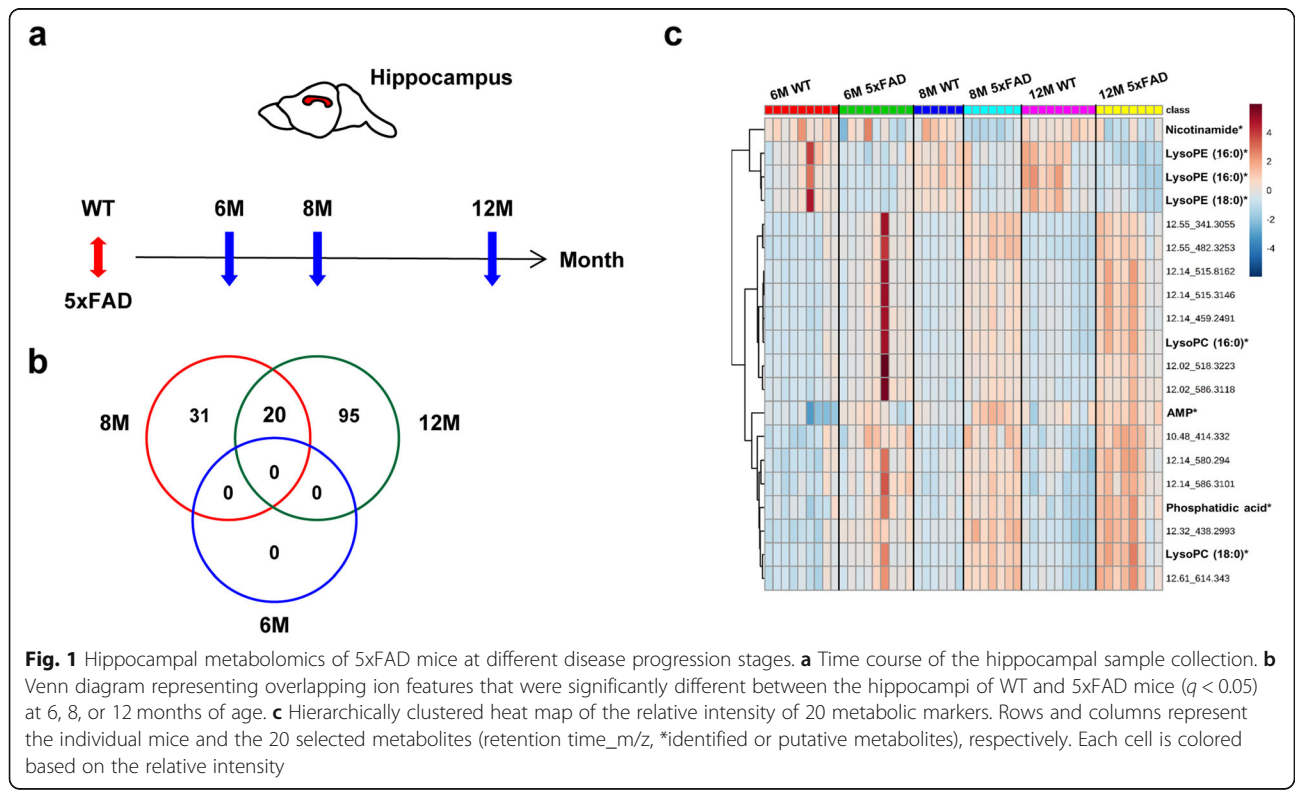 a
Hippocampus
WT
6M
8M
12M
Month
5xFAD
b
8M
31
20
95
12M
0
0
0
0
6M
c
6M WT
6M 5xFAD
8M WT
8M 5xFAD
12M WT
12M 5xFAD
class
Nicotinamide*
LysoPE (16:0)*
LysoPE (16:0)*
LysoPE (18:0)*
12.55_341.3055
12.55_482.3253
12.14_515.8162
12.14_515.3146
12.14_459.2491
LysoPC (16:0)*
12.02_518.3223
12.02_586.3118
AMP*
10.48_414.332
12.14_580.294
12.14_586.3101
Phosphatidic acid*
12.32_438.2993
LysoPC (18:0)*
12.61_614.343
4
2
0
-2
-4
Fig. 1 Hippocampal metabolomics of 5xFAD mice at different disease progression stages. a Time course of the hippocampal sample collection. b
Venn diagram representing overlapping ion features that were significantly different between the hippocampi of WT and 5xFAD mice (q < 0.05)
at 6, 8, or 12 months of age. c Hierarchically clustered heat map of the relative intensity of 20 metabolic markers. Rows and columns represent
the individual mice and the 20 selected metabolites (retention time_m/z, *identified or putative metabolites), respectively. Each cell is colored
based on the relative intensity